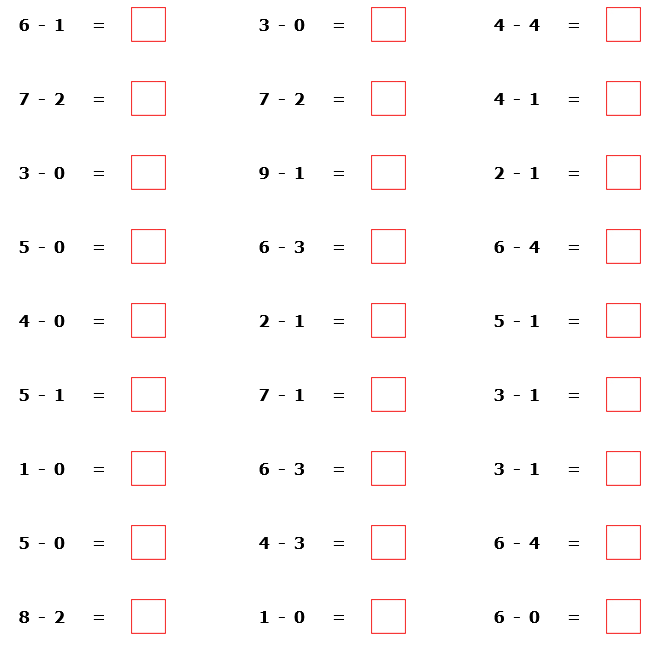 6 - 1 = 3 - 0 = 4 - 4 =
7 - 2 = 7 - 2 = 4 - 1 =
3 - 0 = 9 - 1 = 2 - 1 =
5 - 0 = 6 - 3 = 6 - 4 =
4 - 0 = 2 - 1 = 5 - 1 =
5 - 1 = 7 - 1 = 3 - 1 =
1 - 0 = 6 - 3 = 3 - 1 =
5 - 0 = 4 - 3 = 6 - 4 =
8 - 2 = 1 - 0 = 6 - 0 =